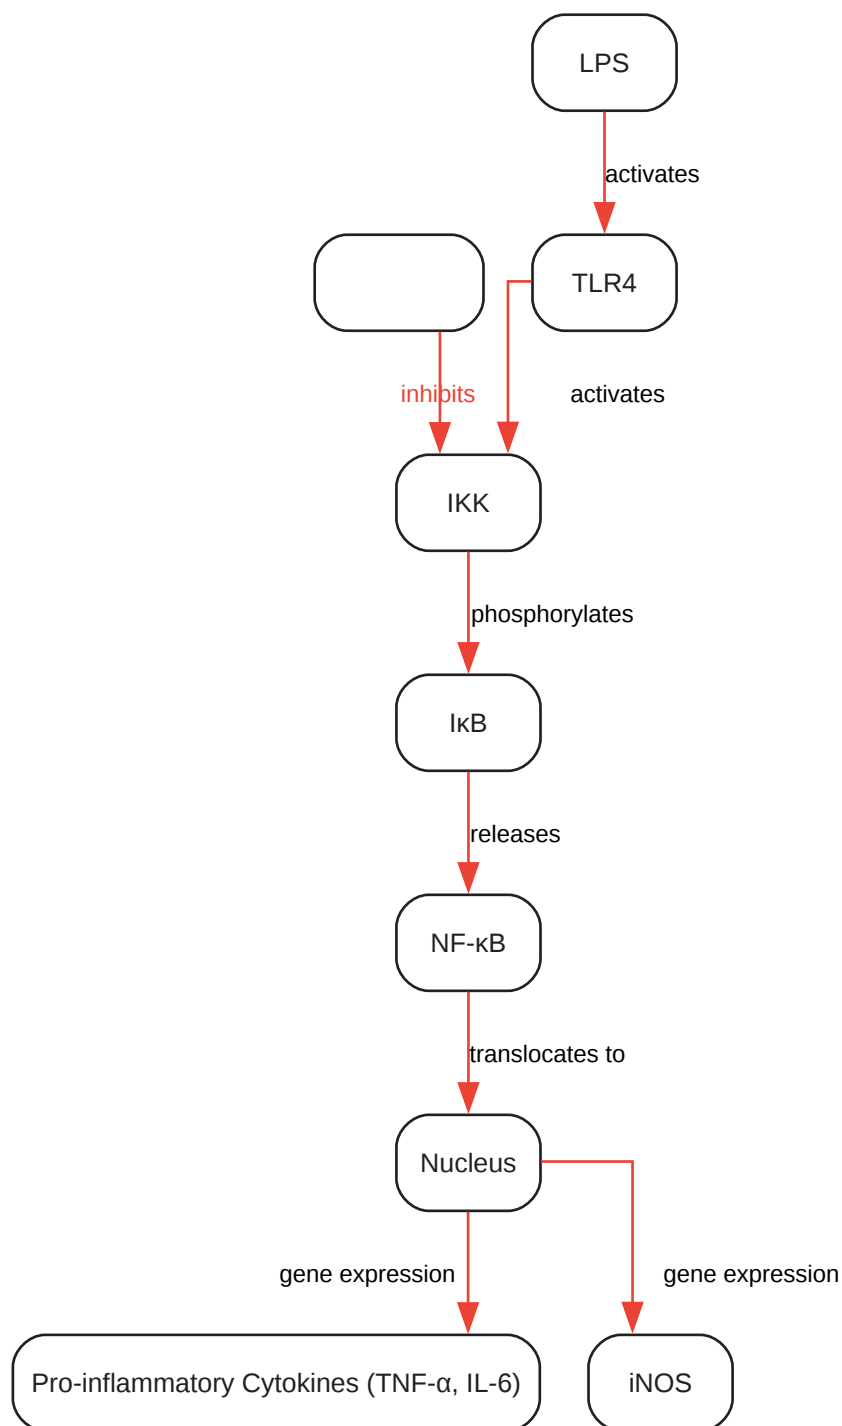 LPS
activates
TLR4
inhibits
activates
IKK
phosphorylates
IκB
releases
NF-κB
translocates to
Nucleus
gene expression
gene expression
Pro-inflammatory Cytokines (TNF-α, IL-6)
iNOS